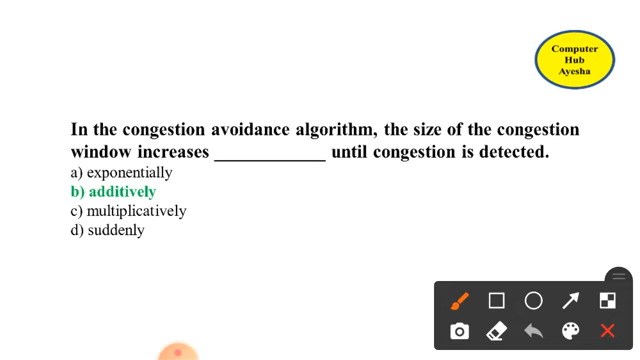 Computer
Hub
Ayesha
In the congestion avoidance algorithm, the size of the congestion
window increases ____________ until congestion is detected.
a) exponentially
b) additively
c) multiplicatively
d) suddenly